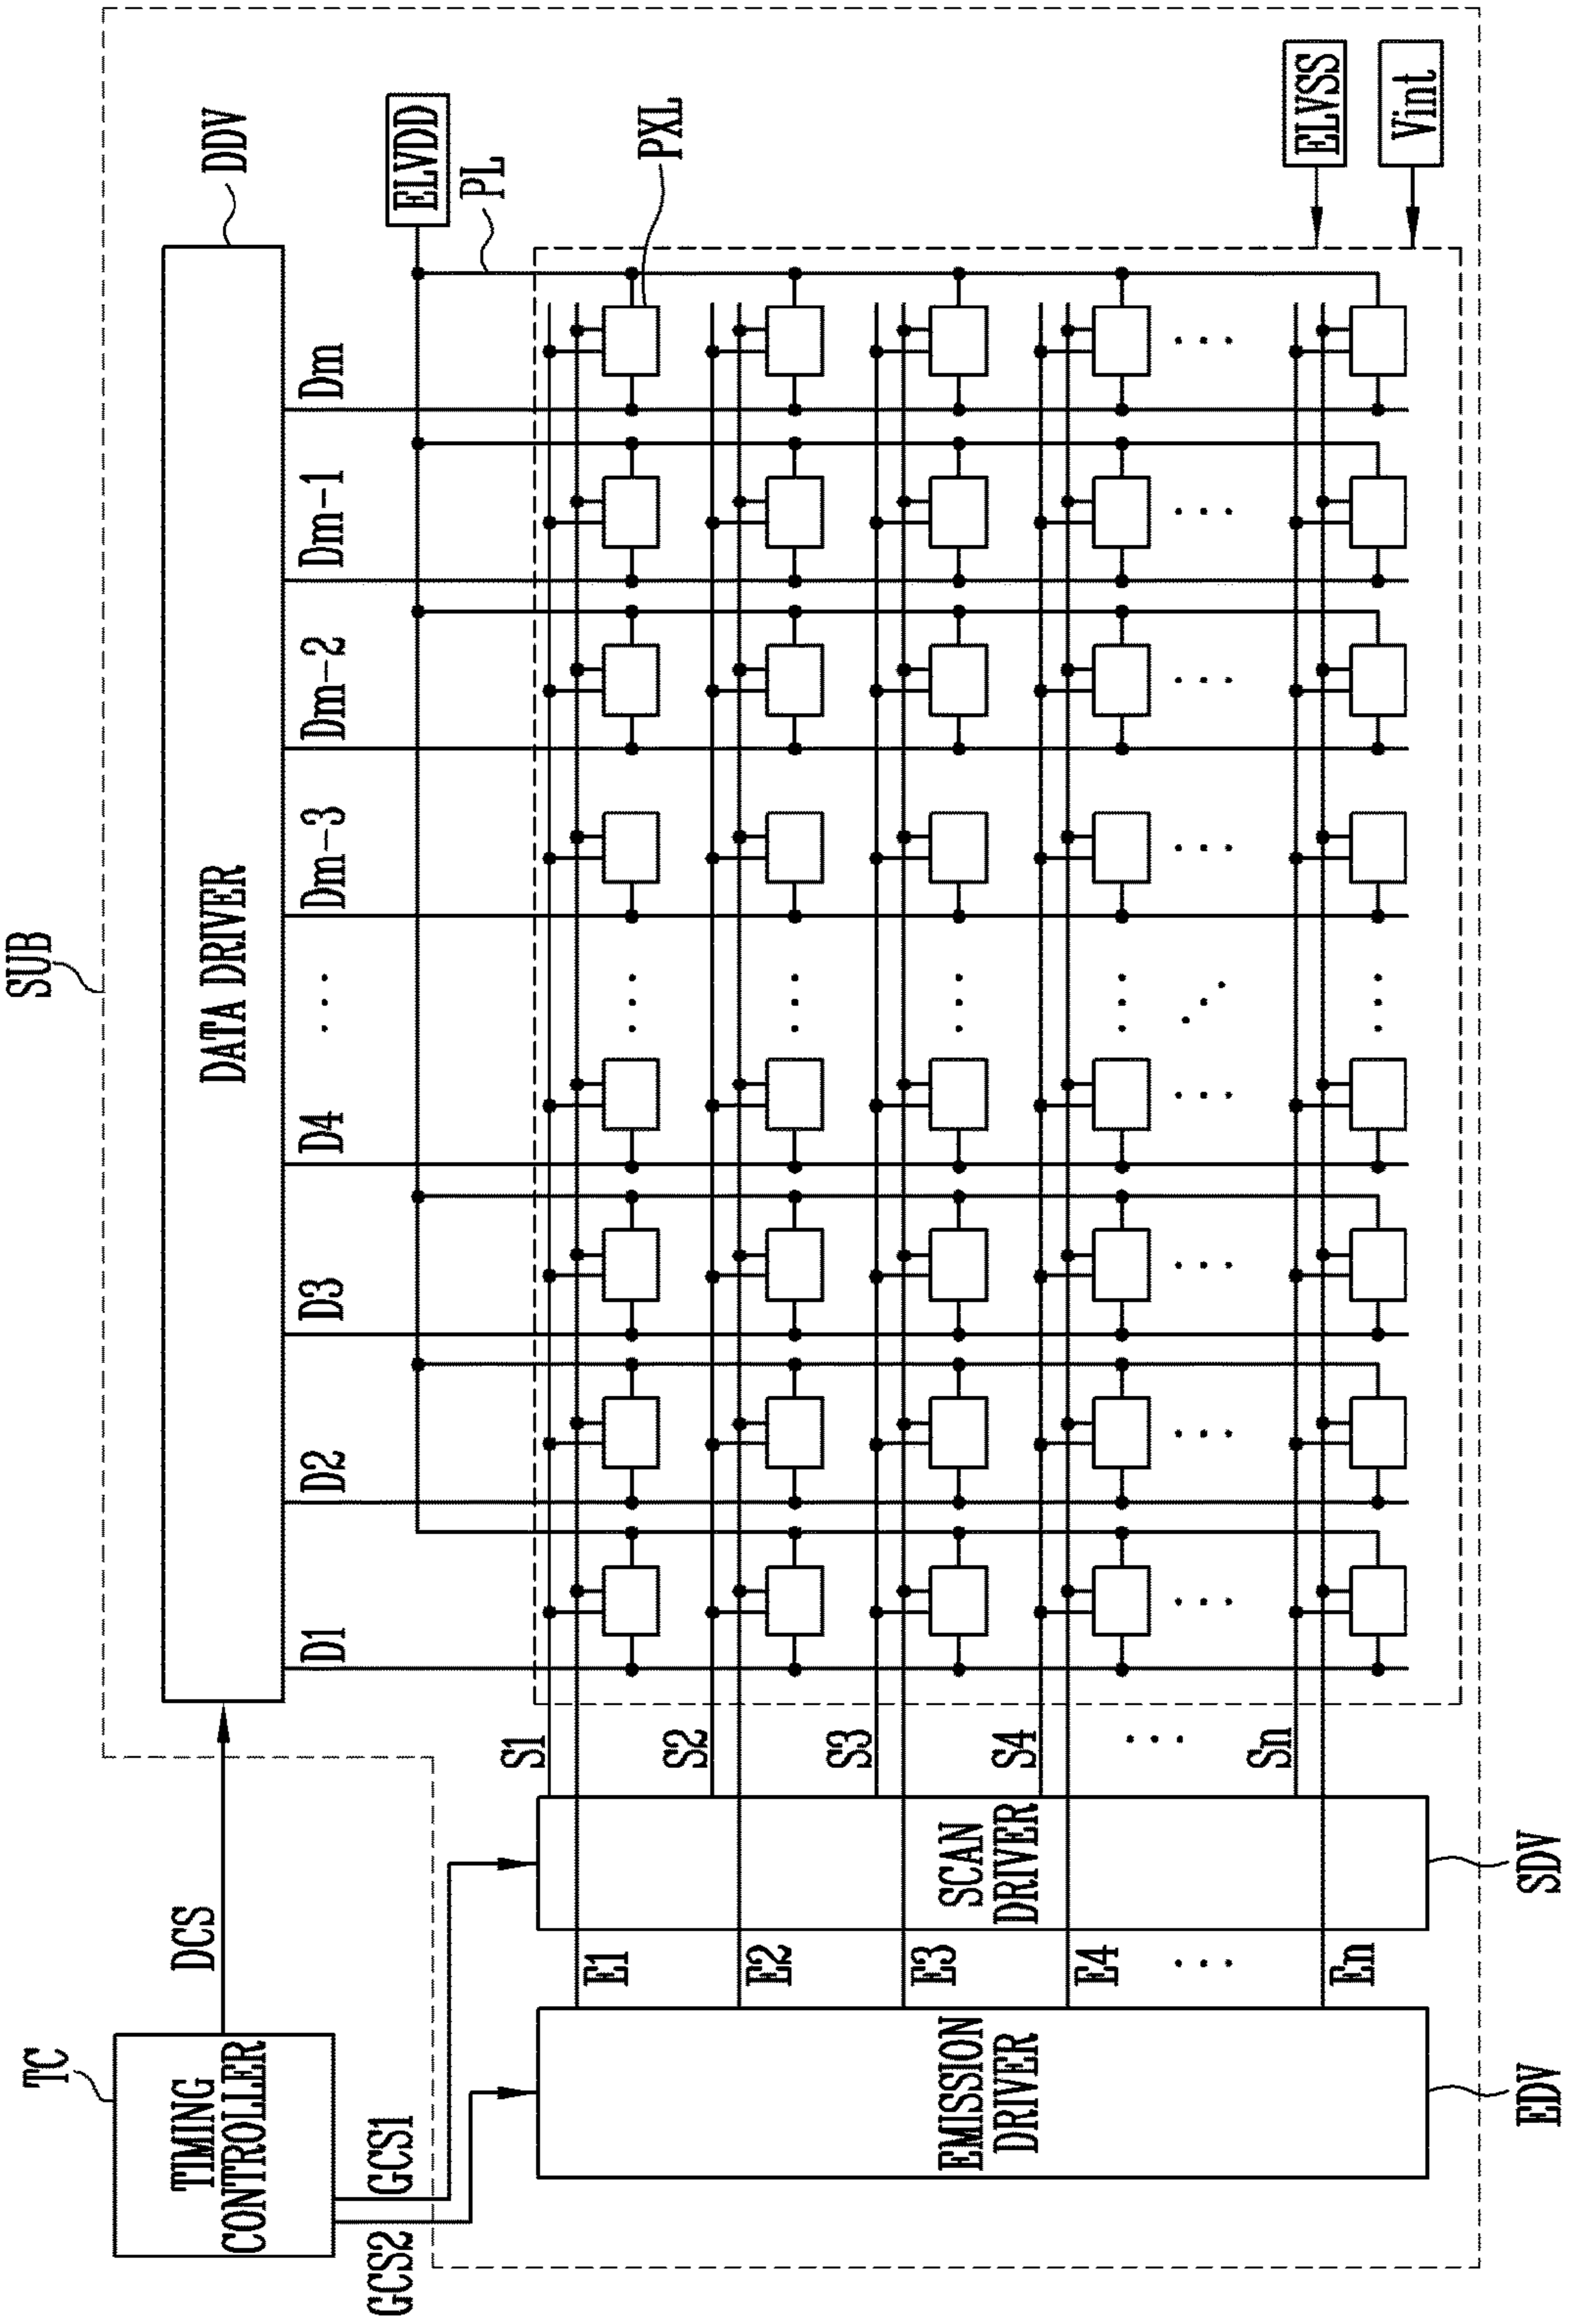 SUB
TC
TIMING
CONTROLLER
DCS
DATA DRIVER
DDV
GCS2
GCS1
D1
D2
D3
D4
...
Dm-3
Dm-2
Dm-1
Dm
ELVDD
PL
PXL
EMISSION
DRIVER
SCAN
DRIVER
S1
E1
S2
E2
S3
E3
S4
E4
...
Sn
En
ELVSS
Vint
EDV
SDV